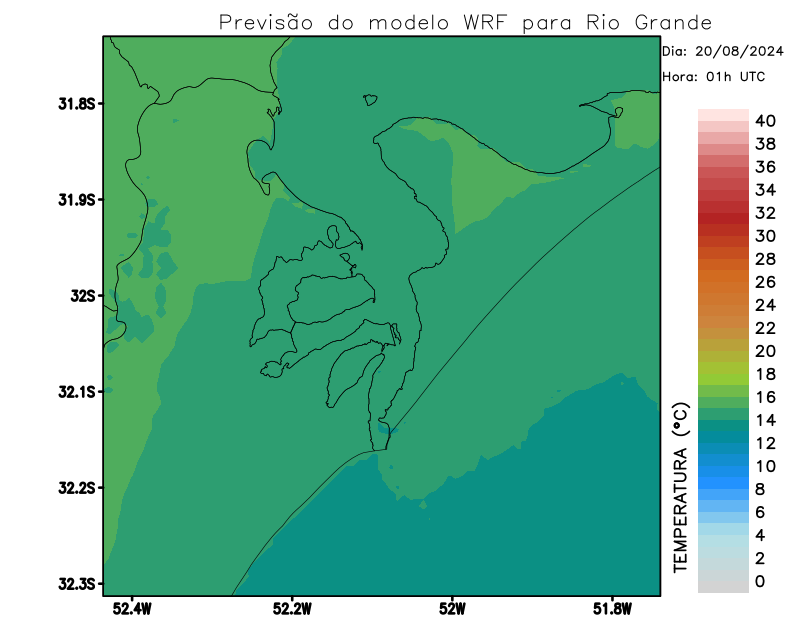 Previsão do modelo WRF para Rio Grande
Dia: 20/08/2024
Hora: 01h UTC
31.8S
31.9S
32S
32.1S
32.2S
32.3S
52.4W
52.2W
52W
51.8W
TEMPERATURA (°C)
40
38
36
34
32
30
28
26
24
22
20
18
16
14
12
10
8
6
4
2
0